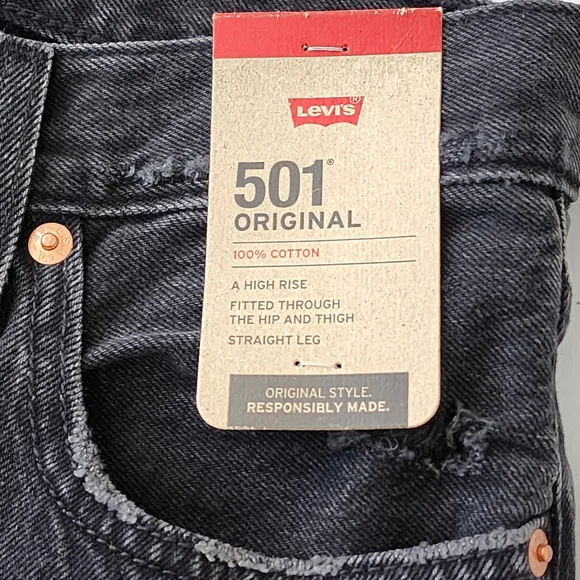 LEVI'S®
501®
ORIGINAL
100% COTTON
A HIGH RISE
FITTED THROUGH
THE HIP AND THIGH
STRAIGHT LEG
ORIGINAL STYLE.
RESPONSIBLY MADE.